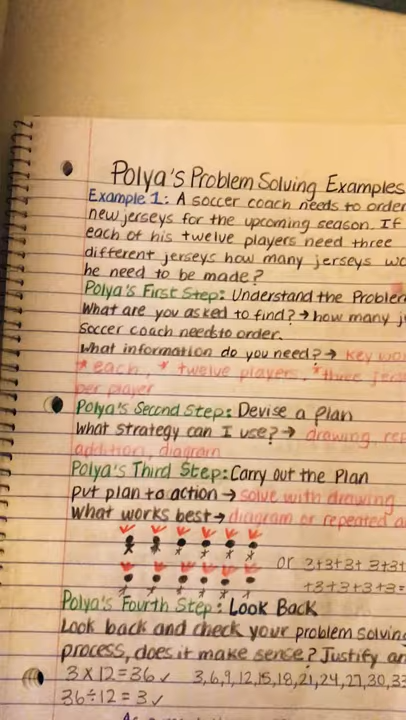 Polya's Problem Solving Examples
Example 1: A soccer coach needs to order
new jerseys for the upcoming season. If
each of his twelve players need three
different jerseys how many jerseys
he need to be made?
Polya's First Step: Understand the Problem
What are you asked to find? → how many
soccer coach needs to order.
What information do you need? → key
*each, * twelve players, *three
per player
Polya's Second Step: Devise a Plan
What strategy can I use? → drawing,
addition, diagram
Polya's Third Step: Carry out the Plan
put plan to action → solve with drawing
What works best → diagram or repeated
or 3+3+3+ 3+3+
+3+3+3+3=
Polya's Fourth Step: Look Back
Look back and check your problem solving
process, does it make sense? Justify
3 x 12 = 36 ✓ 3,6,9,12,15,18,21,24,27,30,33
36 ÷ 12 = 3 ✓